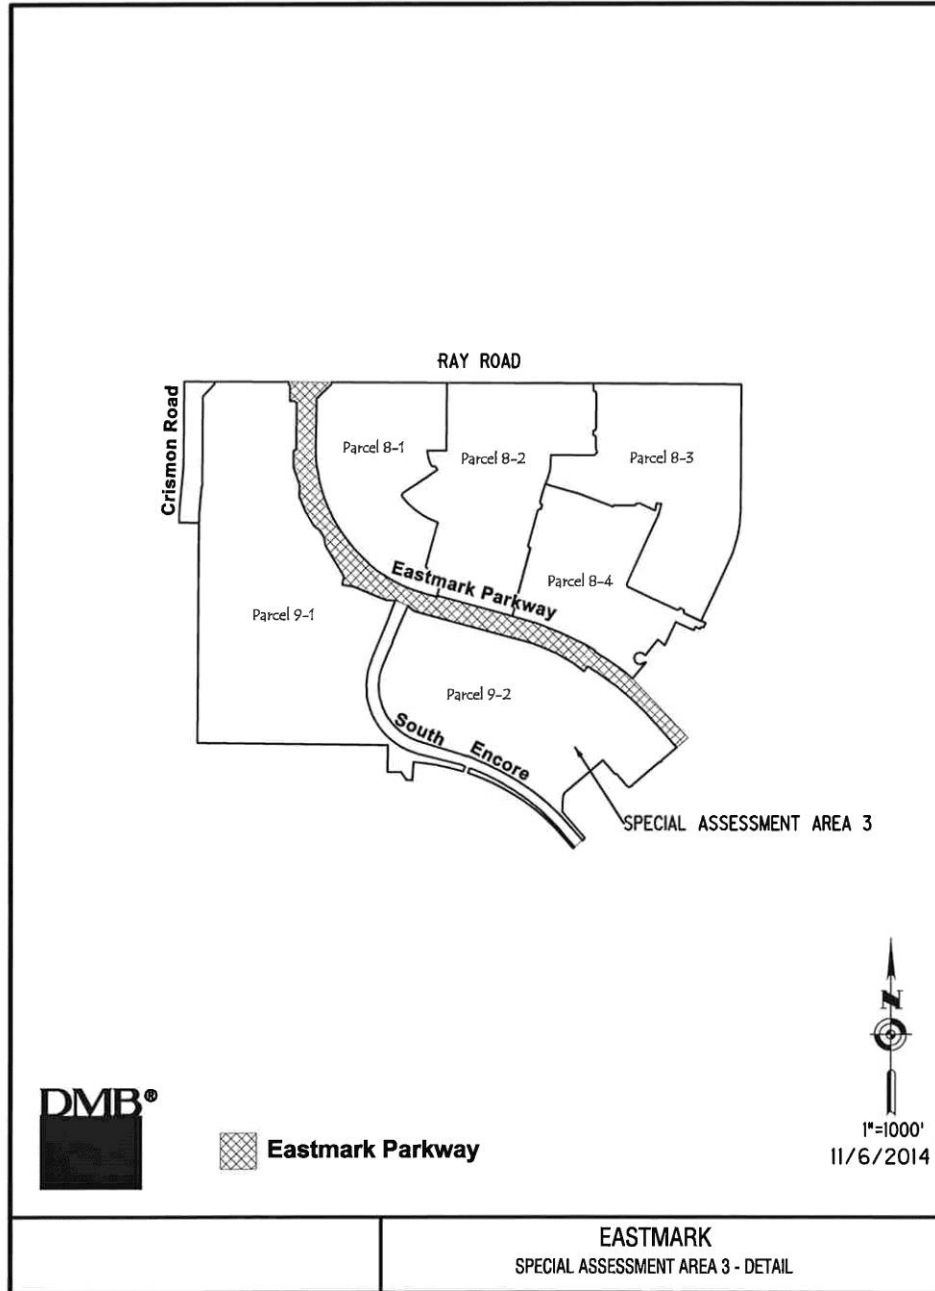 RAY ROAD
Crismon Road
Parcel 8-1
Parcel 8-2
Parcel 8-3
Eastmark Parkway
Parcel 8-4
Parcel 9-1
Parcel 9-2
South Encore
SPECIAL ASSESSMENT AREA 3
N
DMB®
Eastmark Parkway
1"=1000'
11/6/2014
EASTMARK
SPECIAL ASSESSMENT AREA 3 - DETAIL